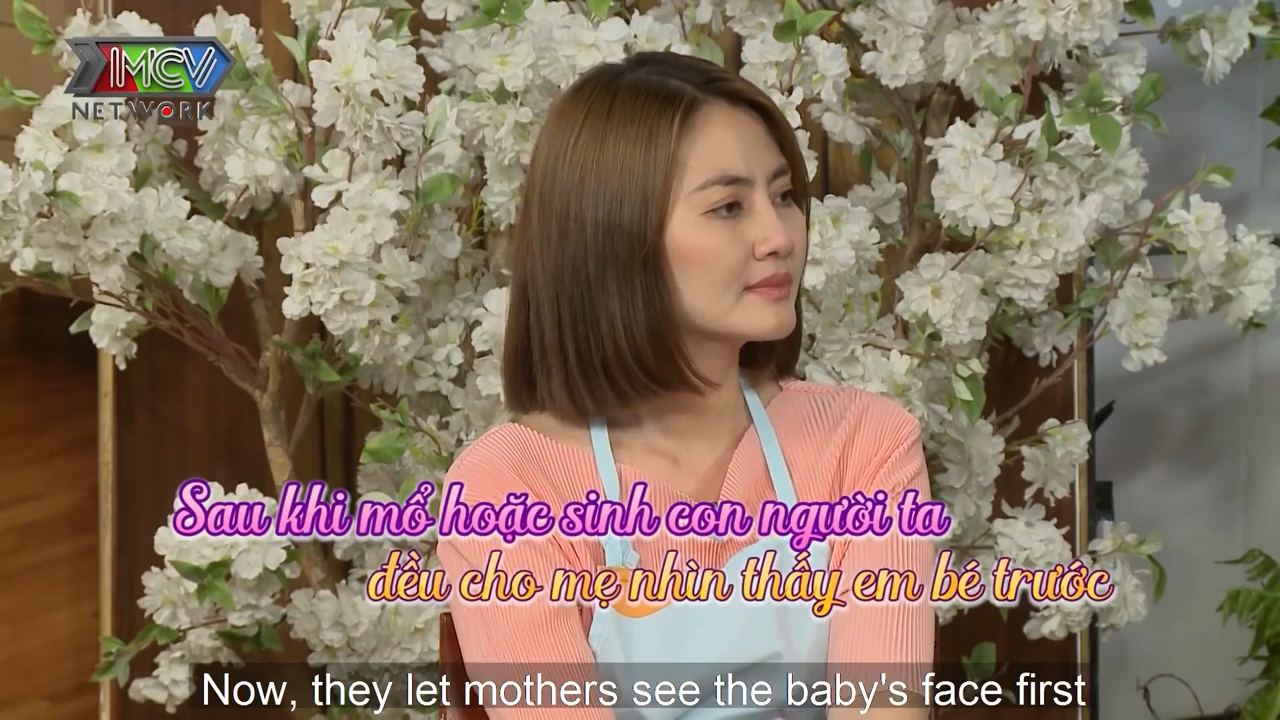 MCV
NETWORK
Sau khi mổ hoặc sinh con người ta
đều cho mẹ nhìn thấy em bé trước
Now, they let mothers see the baby's face first